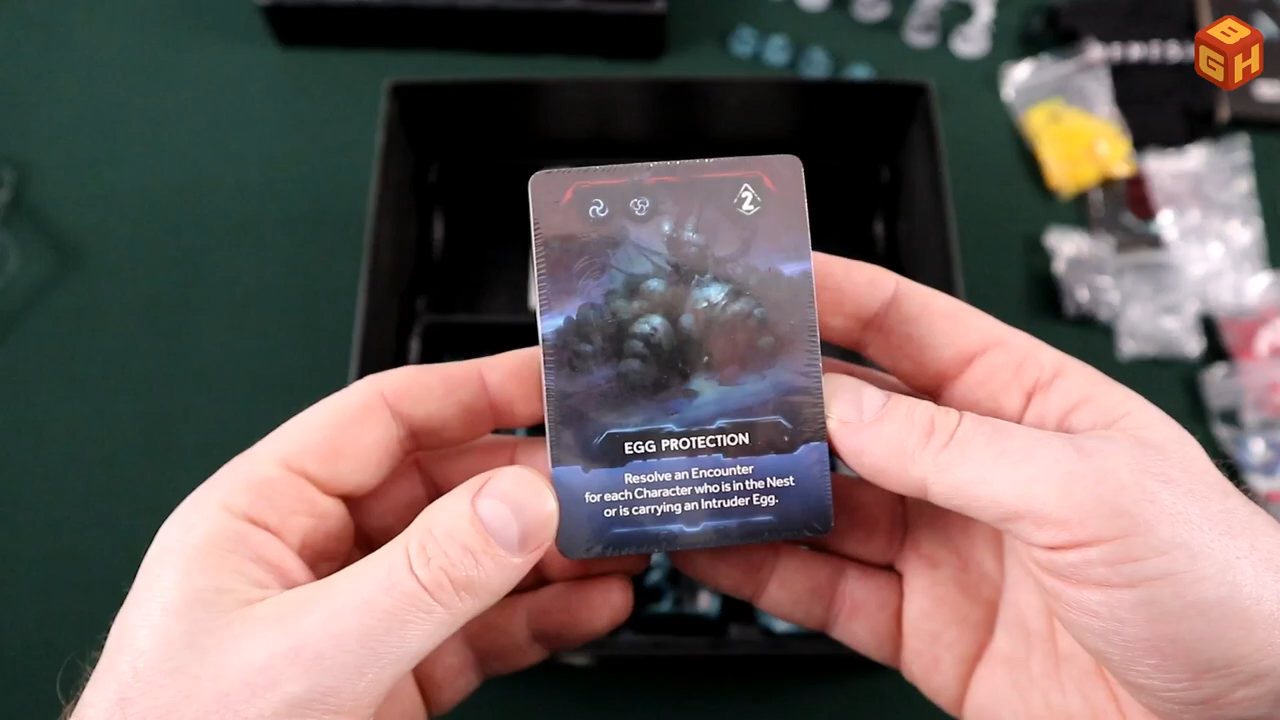 B
G H
2
EGG PROTECTION
Resolve an Encounter
for each Character who is in the Nest
or is carrying an Intruder Egg.